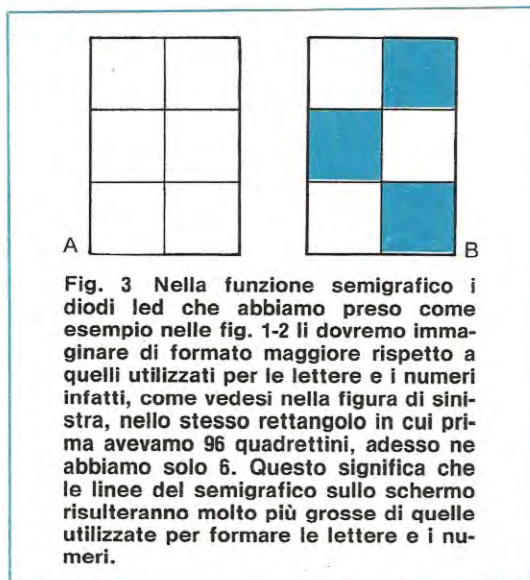 A
B
Fig. 3 Nella funzione semigrafico i
diodi led che abbiamo preso come
esempio nelle fig. 1-2 li dovremo imma-
ginare di formato maggiore rispetto a
quelli utilizzati per le lettere e i numeri
infatti, come vedesi nella figura di sini-
stra, nello stesso rettangolo in cui pri-
ma avevamo 96 quadrettini, adesso ne
abbiamo solo 6. Questo significa che
le linee del semigrafico sullo schermo
risulteranno molto più grosse di quelle
utilizzate per formare le lettere e i nu-
meri.